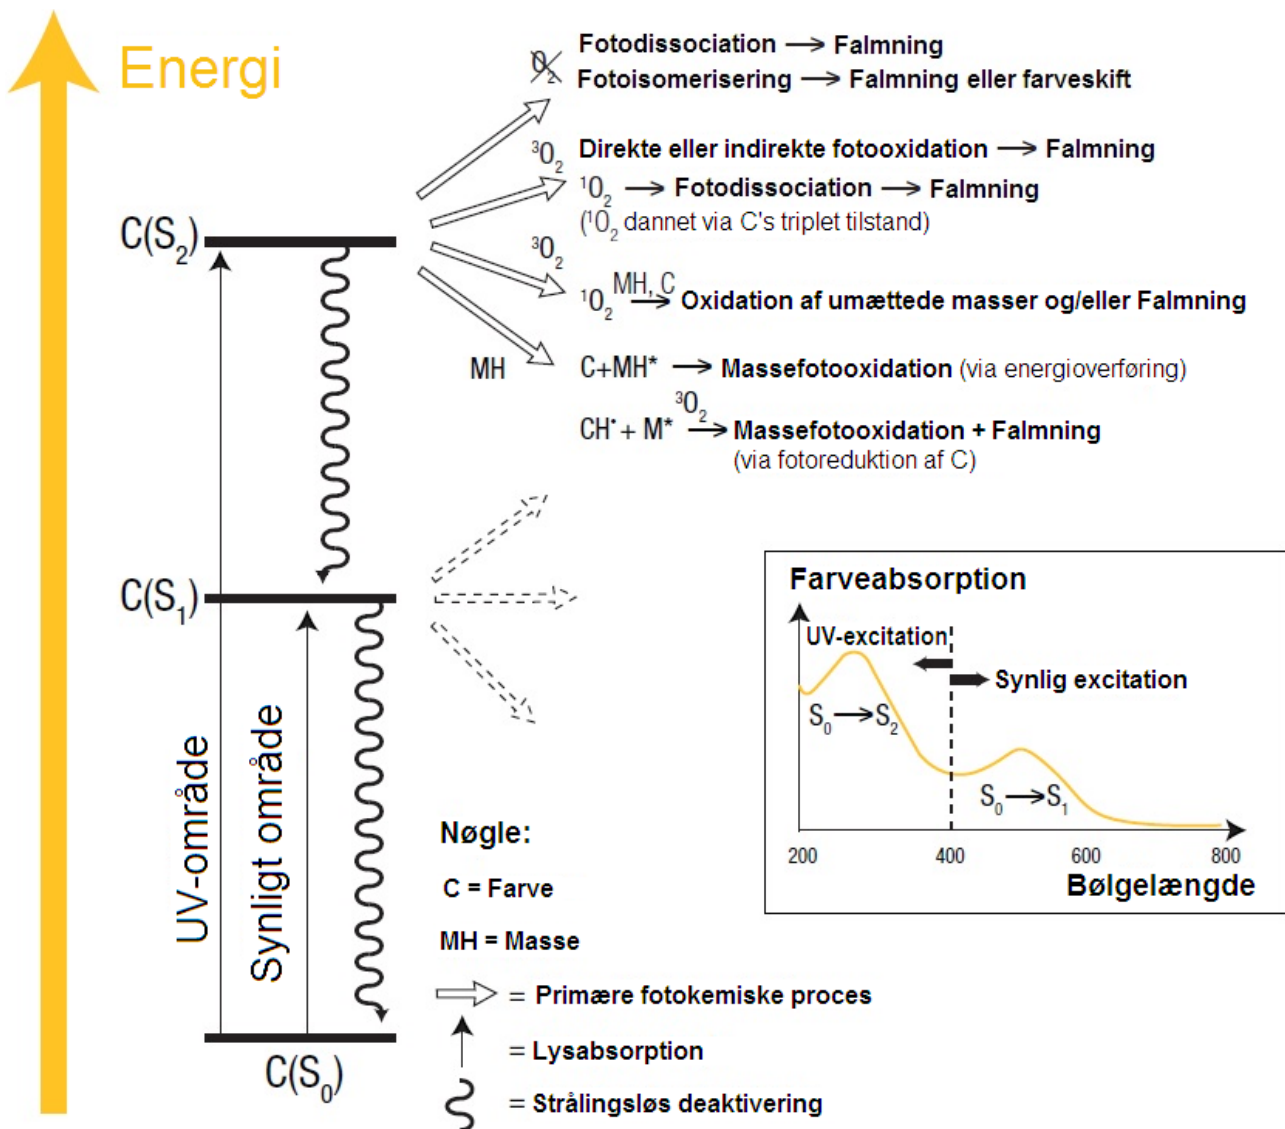 Energi
O₂
Fotodissociation → Falmning
Fotoisomerisering → Falmning eller farveskift
³O₂
Direkte eller indirekte fotooxidation → Falmning
¹O₂ → Fotodissociation → Falmning
(¹O₂ dannet via C's triplet tilstand)
C(S₂)
³O₂
¹O₂ MH, C → Oxidation af umættede masser og/eller Falmning
MH
C+MH* → Massefotooxidation (via energioverføring)
CH• + M* ³O₂ → Massefotooxidation + Falmning
(via fotoreduktion af C)
C(S₁)
UV-område
Synligt område
C(S₀)
Farveabsorption
UV-excitation
Synlig excitation
S₀ → S₂
S₀ → S₁
200 400 600 800
Bølgelængde
Nøgle:
C = Farve
MH = Masse
= Primære fotokemiske proces
= Lysabsorption
= Strålingsløs deaktivering